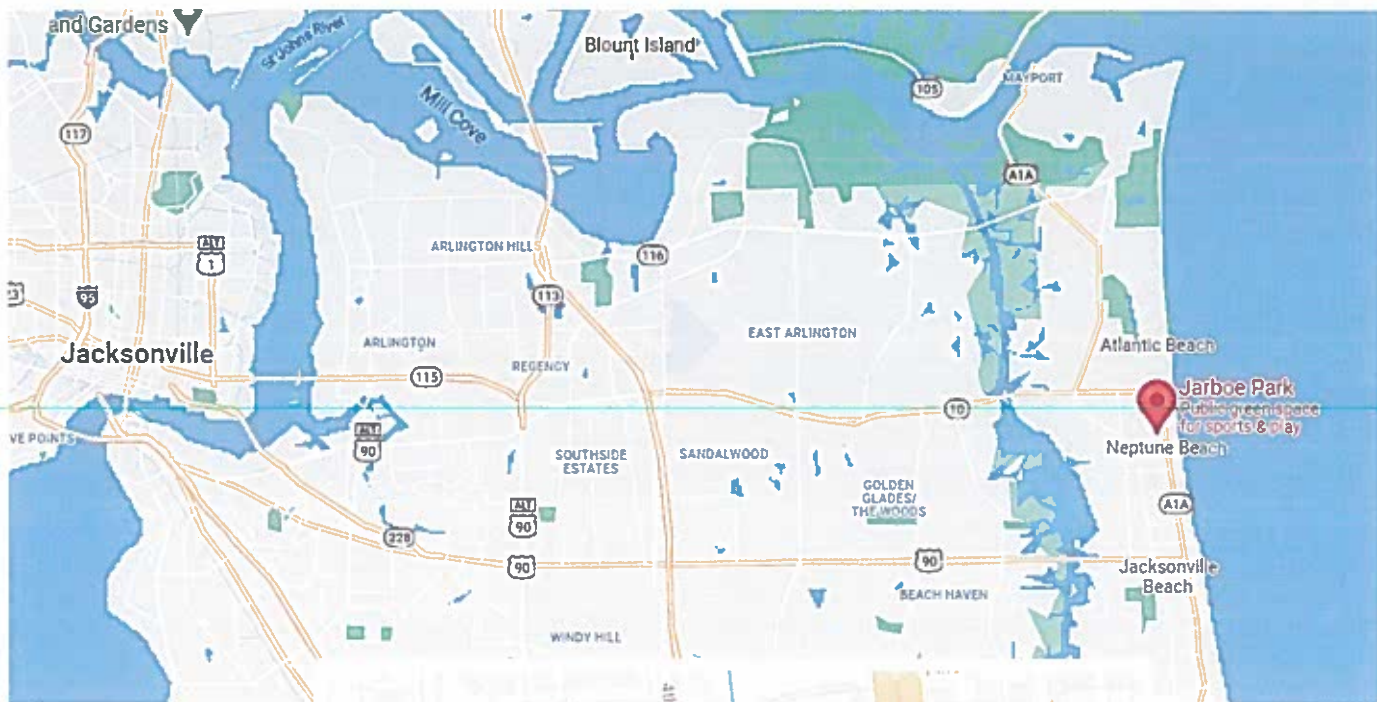 and Gardens
St Johns River
Blount Island
Mill Cove
MAYPORT
105
117
A1A
ALT
1
ARLINGTON HILLS
116
95
113
EAST ARLINGTON
Jacksonville
ARLINGTON
REGENCY
Atlantic Beach
115
Jarboe Park
Public green space
for sports & play
10
VE POINTS
ALT
90
Neptune Beach
SOUTHSIDE
ESTATES
SANDALWOOD
GOLDEN
GLADES/
THE WOODS
ALT
90
A1A
228
90
90
Jacksonville
Beach
BEACH HAVEN
WINDY HILL